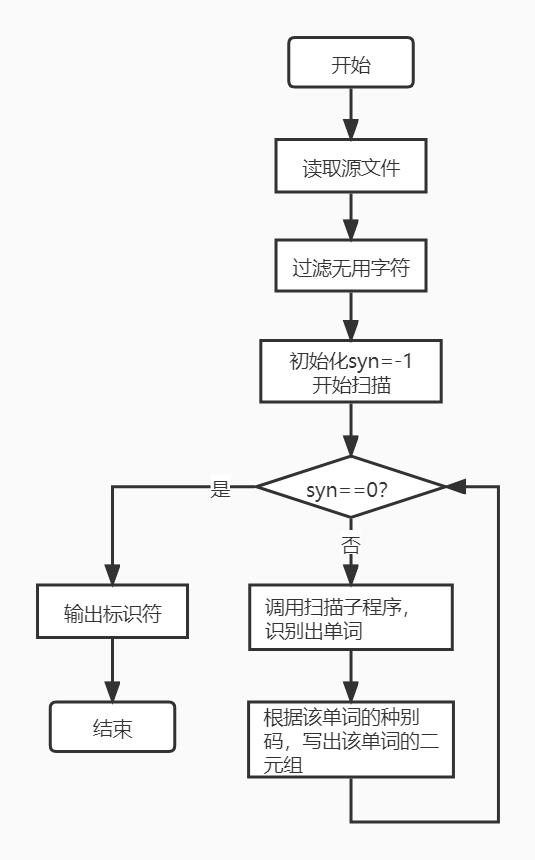 开始
读取源文件
过滤无用字符
初始化syn=-1
开始扫描
syn==0?
是
否
输出标识符
调用扫描子程序，
识别出单词
结束
根据该单词的种别
码，写出该单词的二
元组